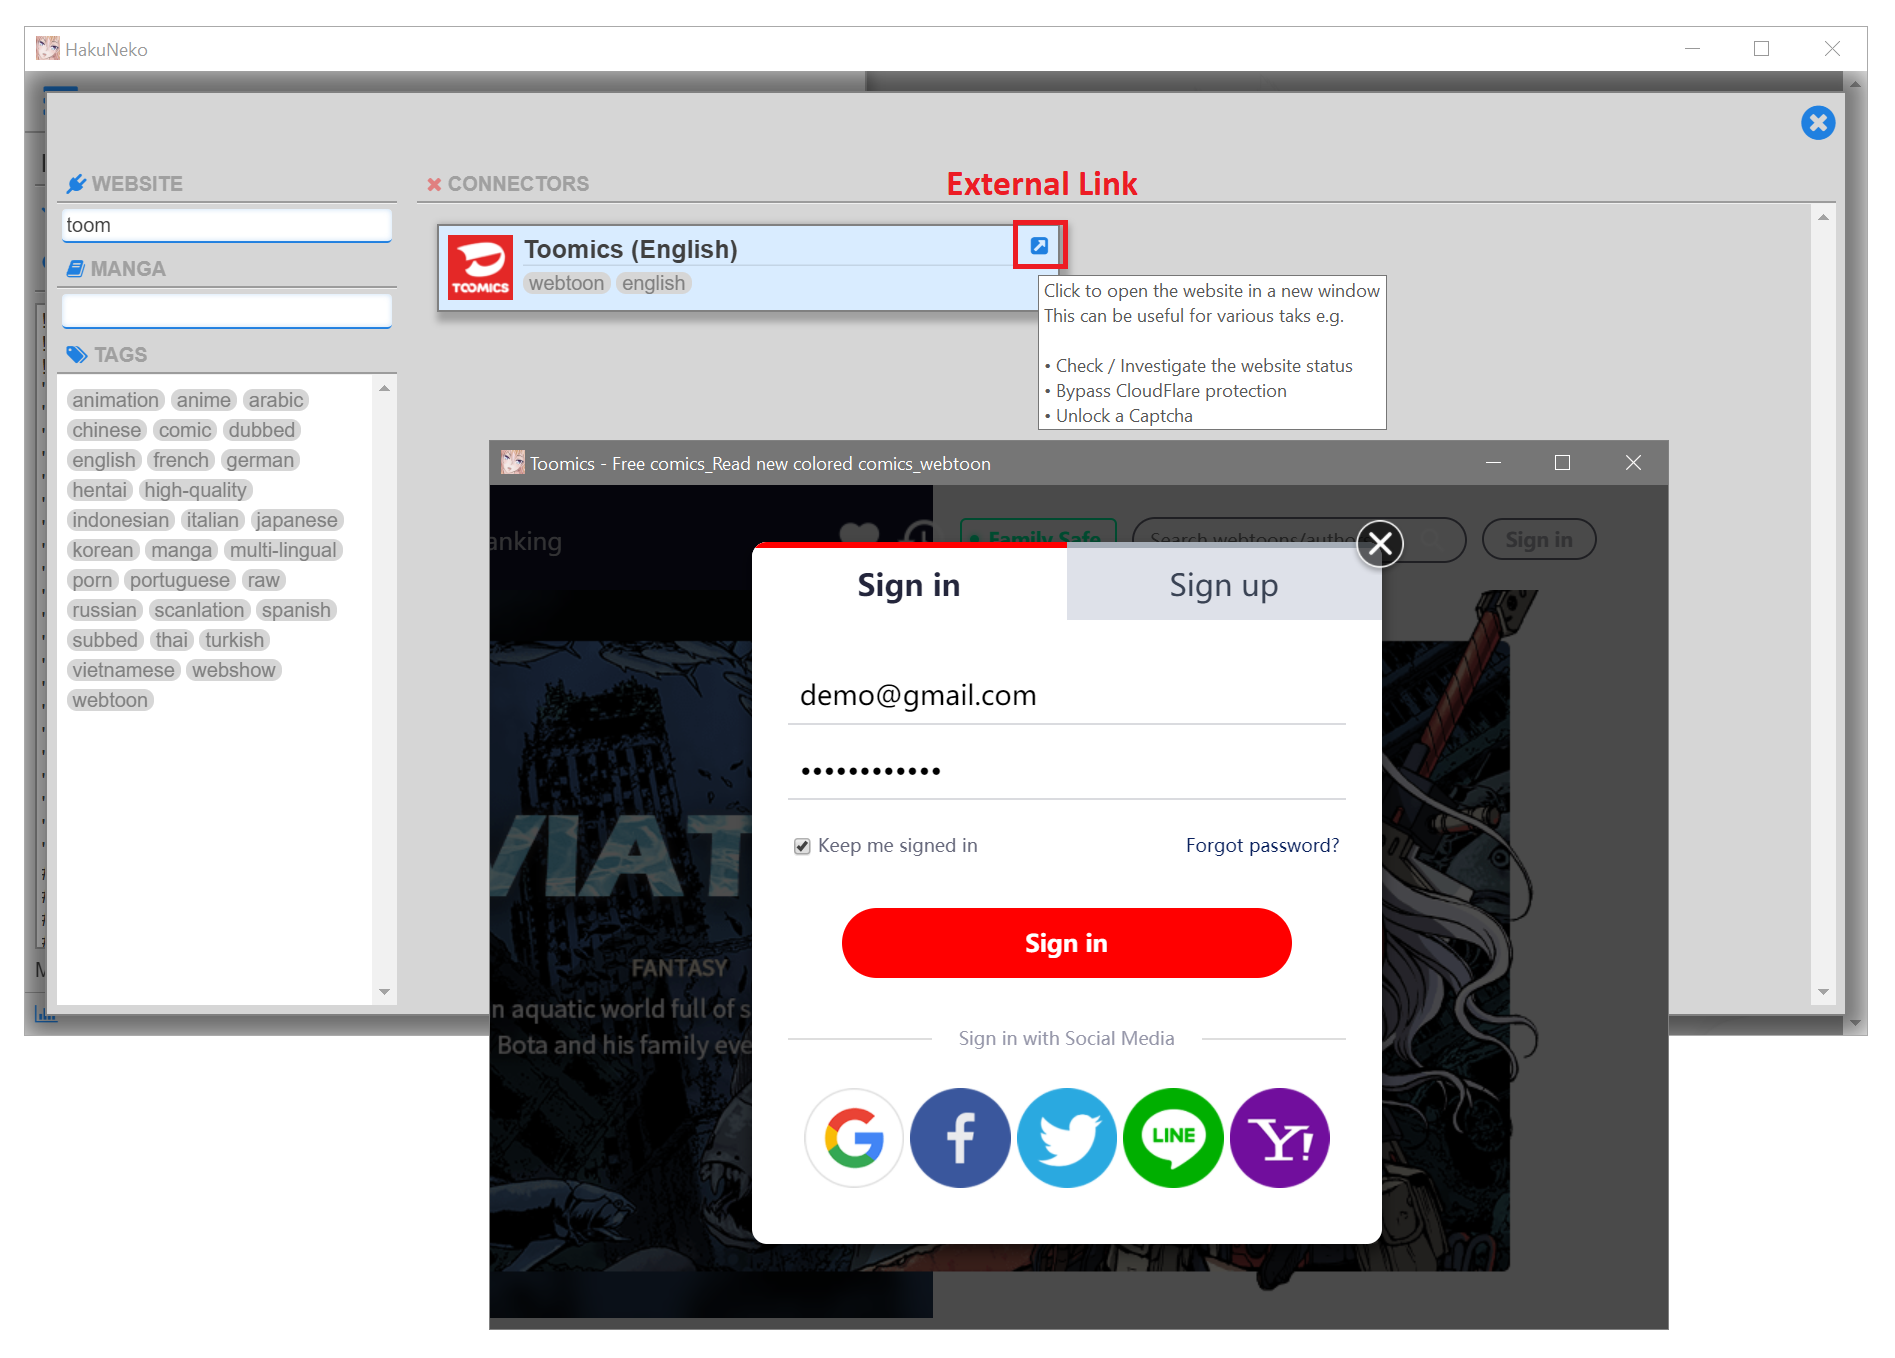 HakuNeko
WEBSITE
toom
MANGA
TAGS
animation anime arabic
chinese comic dubbed
english french german
hentai high-quality
indonesian italian japanese
korean manga multi-lingual
porn portuguese raw
russian scanlation spanish
subbed thai turkish
vietnamese webshow
webtoon
CONNECTORS
External Link
TOOMICS
Toomics (English)
webtoon english
Click to open the website in a new window
This can be useful for various taks e.g.
• Check / Investigate the website status
• Bypass CloudFlare protection
• Unlock a Captcha
Toomics - Free comics_Read new colored comics_webtoon
anking
Family Safe
Search webtoons/autho
Sign in
Sign in
Sign up
demo@gmail.com
••••••••••••
Keep me signed in
Forgot password?
Sign in
Sign in with Social Media
LINE
VIAT
FANTASY
n aquatic world full of s
Bota and his family eve